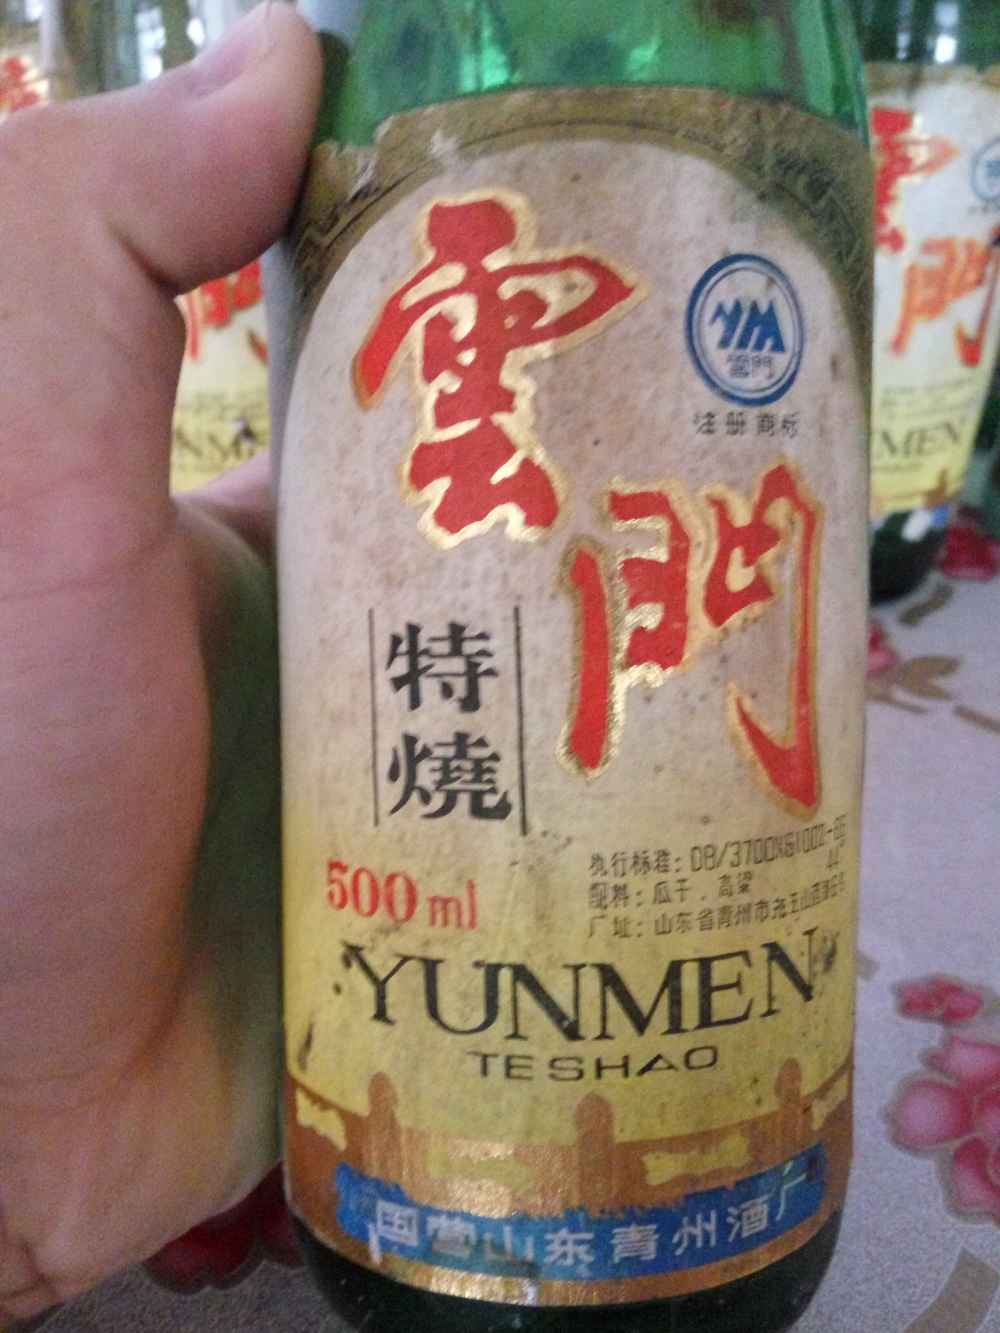 雲門
YM
雲門
注册商标
特燒
500ml
执行标准:
44°
配料:瓜干.高粱
厂址:山东省青州市
YUNMEN
TESHAO
国营山东青州酒厂